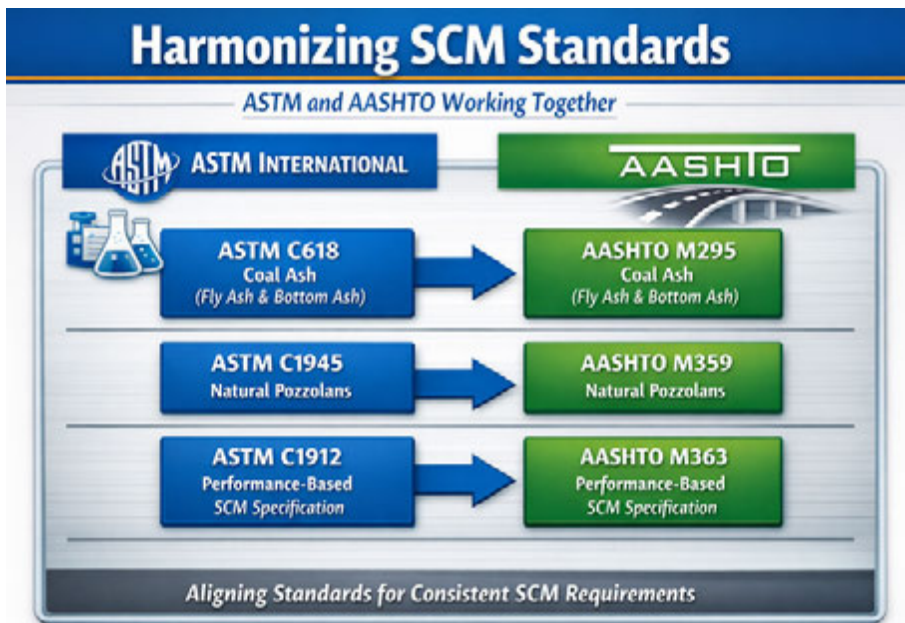 Harmonizing SCM Standards
ASTM and AASHTO Working Together
ASTM ASTM INTERNATIONAL
AASHTO
ASTM C618
Coal Ash
(Fly Ash & Bottom Ash)
AASHTO M295
Coal Ash
(Fly Ash & Bottom Ash)
ASTM C1945
Natural Pozzolans
AASHTO M359
Natural Pozzolans
ASTM C1912
Performance-Based
SCM Specification
AASHTO M363
Performance-Based
SCM Specification
Aligning Standards for Consistent SCM Requirements